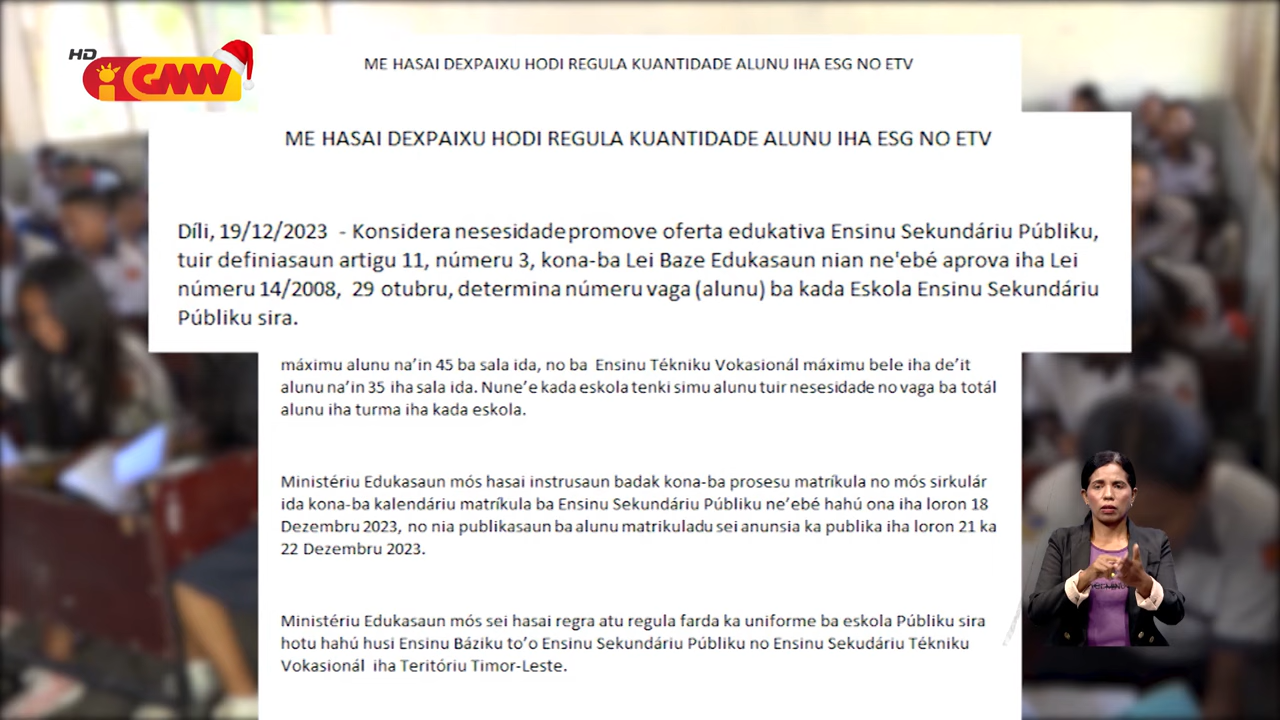 HD
GMN
ME HASAI DEXPAIXU HODI REGULA KUANTIDADE ALUNU IHA ESG NO ETV
ME HASAI DEXPAIXU HODI REGULA KUANTIDADE ALUNU IHA ESG NO ETV
Díli, 19/12/2023 - Konsidera nesesidade promove oferta edukativa Ensinu Sekundáriu Públiku,
tuir definiasaun artigu 11, númeru 3, kona-ba Lei Baze Edukasaun nian ne'ebé aprova iha Lei
númeru 14/2008, 29 otubru, determina númeru vaga (alunu) ba kada Eskola Ensinu Sekundáriu
Públiku sira.
máximu alunu na’in 45 ba sala ida, no ba Ensinu Tékniku Vokasionál máximu bele iha de’it
alunu na’in 35 iha sala ida. Nune’e kada eskola tenki simu alunu tuir nesesidade no vaga ba totál
alunu iha turma iha kada eskola.
Ministériu Edukasaun mós hasai instrusaun badak kona-ba prosesu matríkula no mós sirkulár
ida kona-ba kalendáriu matríkula ba Ensinu Sekundáriu Públiku ne’ebé hahú ona iha loron 18
Dezembru 2023, no nia publikasaun ba alunu matrikuladu sei anunsia ka publika iha loron 21 ka
22 Dezembru 2023.
Ministériu Edukasaun mós sei hasai regra atu regula farda ka uniforme ba eskola Públiku sira
hotu hahú husi Ensinu Báziku to’o Ensinu Sekundáriu Públiku no Ensinu Sekudáriu Tékniku
Vokasionál iha Teritóriu Timor-Leste.